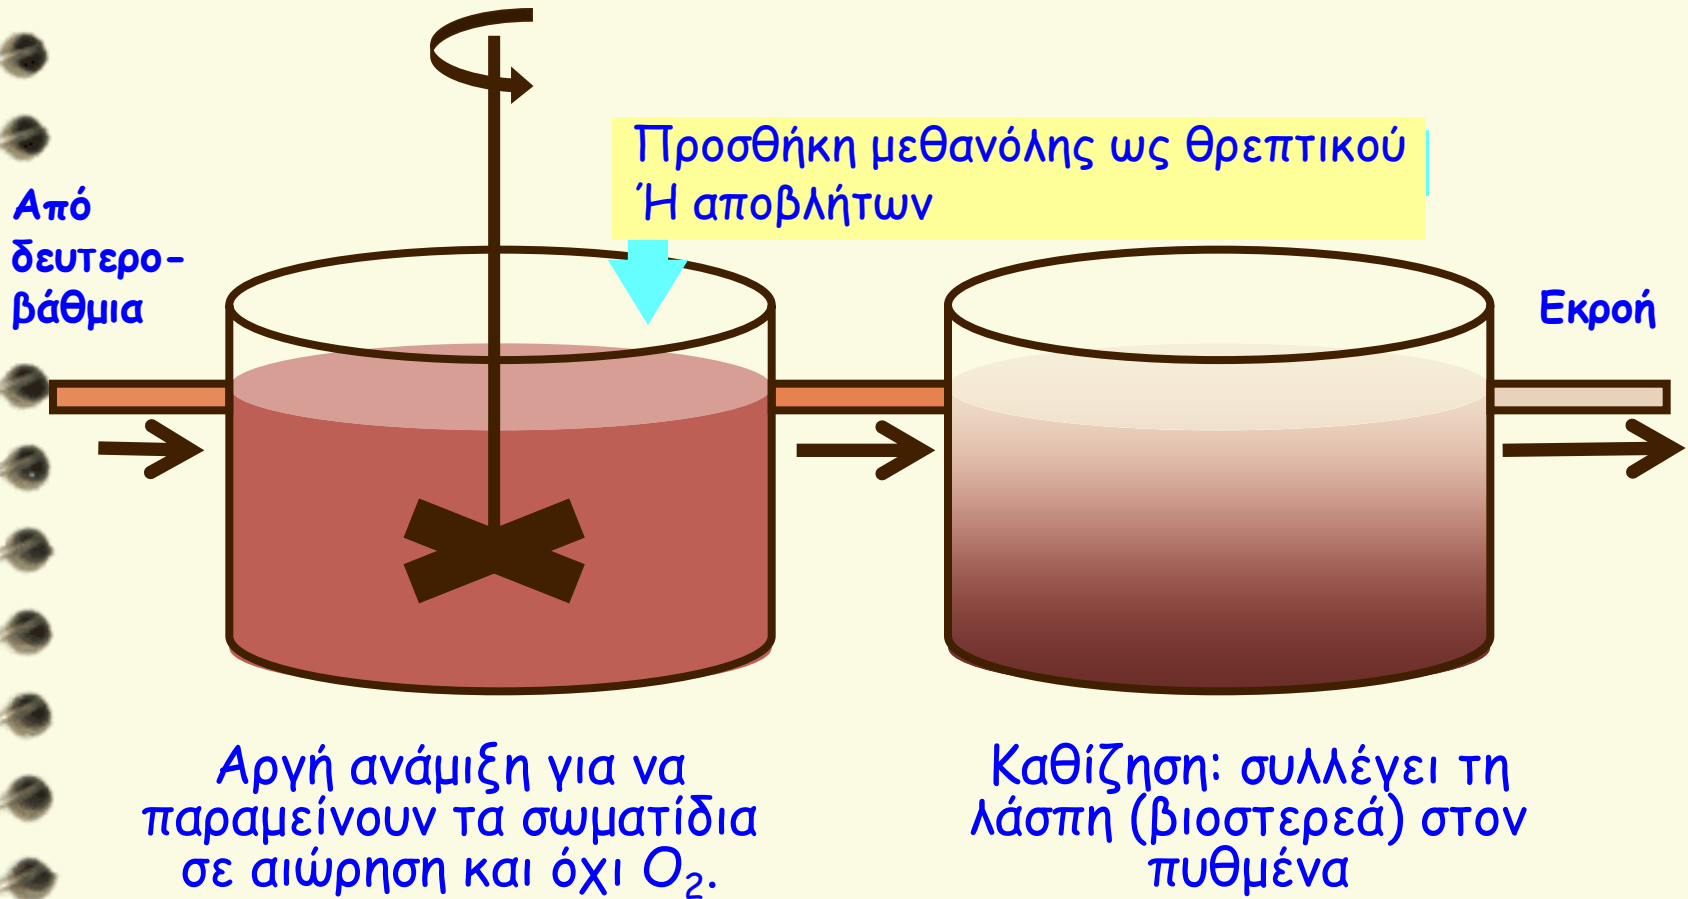 Προσθήκη μεθανόλης ως θρεπτικού
Ή αποβλήτων
Από
δευτερο-
βάθμια
Εκροή
Αργή ανάμιξη για να
παραμείνουν τα σωματίδια
σε αιώρηση και όχι O₂.
Καθίζηση: συλλέγει τη
λάσπη (βιοστερεά) στον
πυθμένα